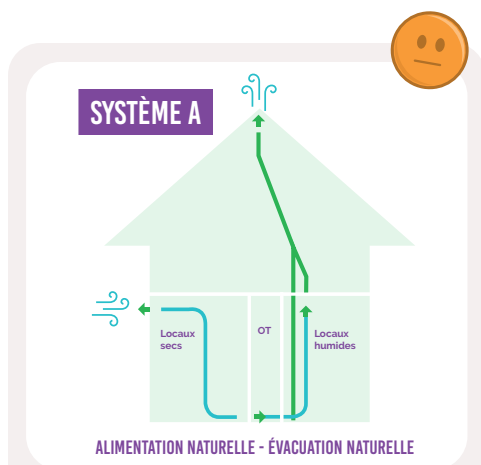 SYSTÈME A
Locaux
secs
OT
Locaux
humides
ALIMENTATION NATURELLE - ÉVACUATION NATURELLE